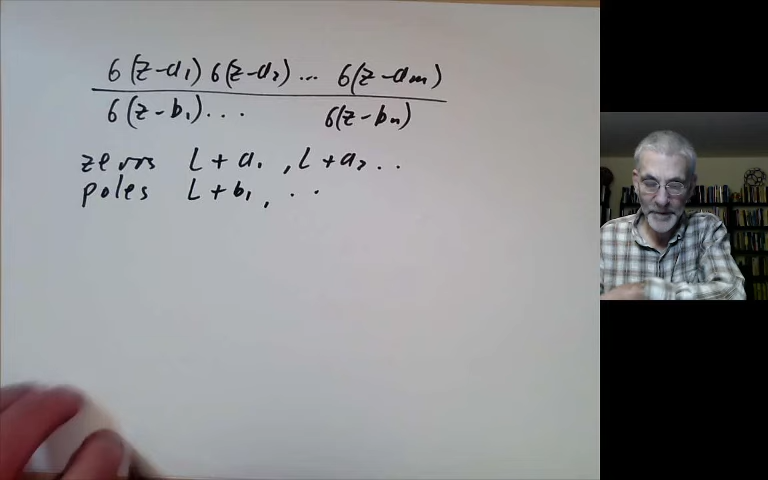 σ(z-a₁) σ(z-a₂) ... σ(z-aₘ)
σ(z-b₁)... σ(z-bₙ)
zeros L + a₁, L + a₂ ..
poles L + b₁, ..